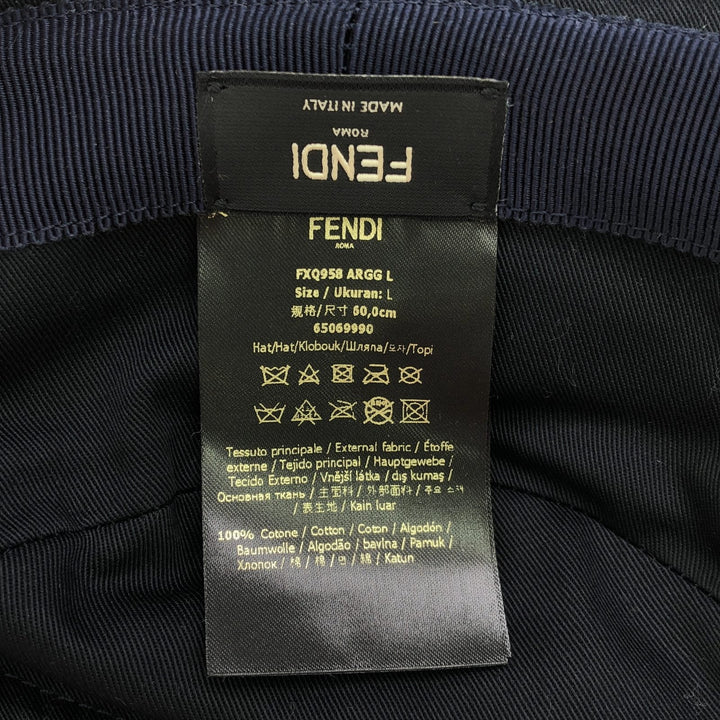 MADE IN ITALY
ROMA
FENDI
FENDI
ROMA
FXQ958 ARGG L
Size / Ukuran: L
规格/尺寸 60,0cm
65069990
Hat/Hat/Klobouk/Шляпа/모자/Topi
Tessuto principale / External fabric / Étoffe
externe / Tejido principal / Hauptgewebe /
Tecido Externo / Vnější látka / dış kumaş /
Основная ткань / 主面料 / 外部面料 / 주요 소재
/ 表生地 / Kain luar
100% Cotone / Cotton / Coton / Algodón /
Baumwolle / Algodão / bavlna / Pamuk /
Хлопок / 棉 / 棉 / 면 / 綿 / Katun